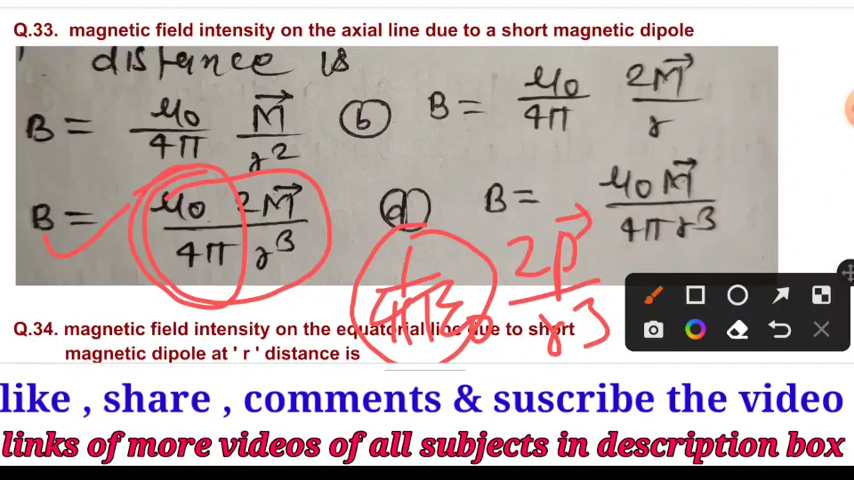 Q.33. magnetic field intensity on the axial line due to a short magnetic dipole
distance is
B = μ₀/4π M⃗/r² (b) B = μ₀/4π 2M⃗/r
B = μ₀/4π 2M⃗/r³ (d) B = μ₀M⃗/4πr³
1/4πε₀ 2p⃗/r³
Q.34. magnetic field intensity on the equatorial line due to short
magnetic dipole at ' r ' distance is
like , share , comments & suscribe the video
links of more videos of all subjects in description box